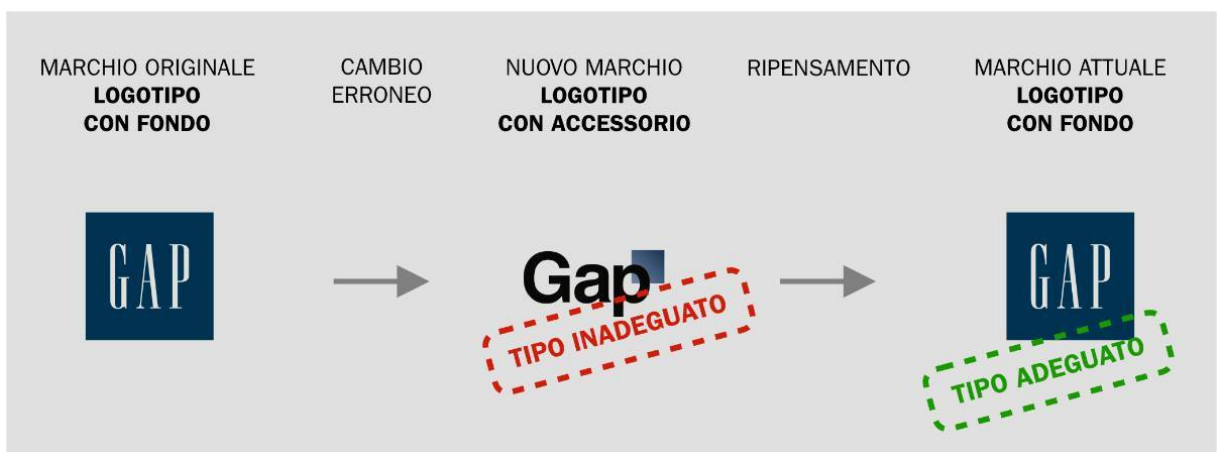 MARCHIO ORIGINALE
LOGOTIPO
CON FONDO
CAMBIO
ERRONEO
NUOVO MARCHIO
LOGOTIPO
CON ACCESSORIO
RIPENSAMENTO
MARCHIO ATTUALE
LOGOTIPO
CON FONDO
GAP
Gap
TIPO INADEGUATO
GAP
TIPO ADEGUATO